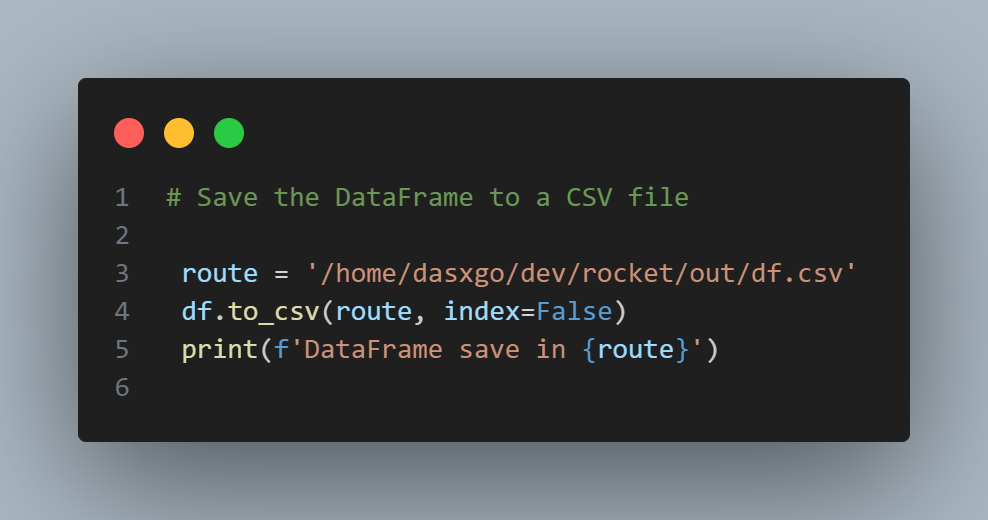 1 # Save the DataFrame to a CSV file
2
3 route = '/home/dasxgo/dev/rocket/out/df.csv'
4 df.to_csv(route, index=False)
5 print(f'DataFrame save in {route}')
6